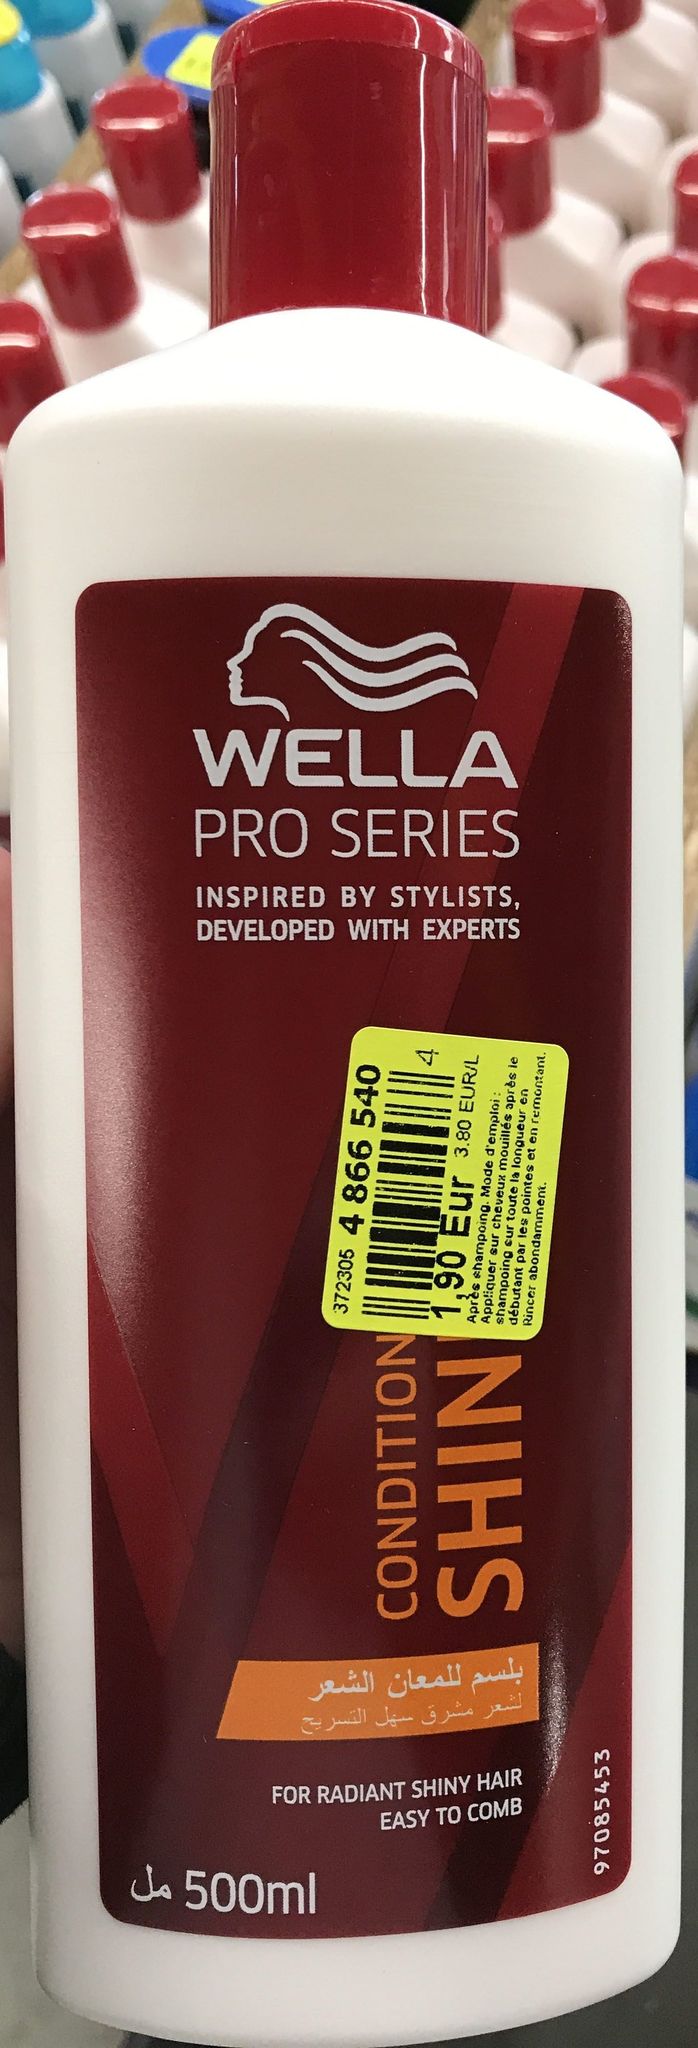 WELLA
PRO SERIES
INSPIRED BY STYLISTS,
DEVELOPED WITH EXPERTS
372305 4 866 540 4
1,90 Eur 3.80 EUR/L
Après shampoing. Mode d'emploi :
Appliquer sur cheveux mouillés après le
shampoing sur toute la longueur en
débutant par les pointes et en remontant.
Rincer abondamment.
CONDITION
SHIN
بلسم للمعان الشعر
لشعر مشرق سهل التسريح
FOR RADIANT SHINY HAIR
EASY TO COMB
97085453
500ml مل